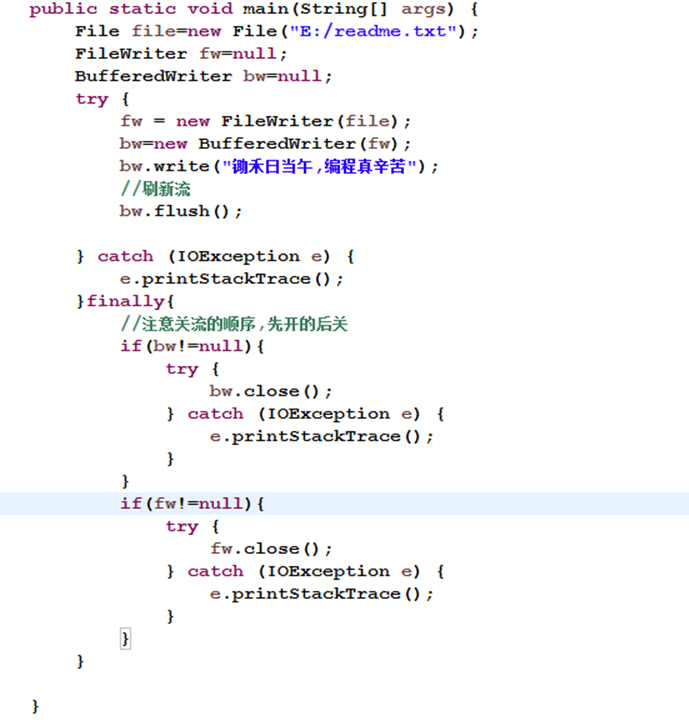 public static void main(String[] args) {
File file=new File("E:/readme.txt");
FileWriter fw=null;
BufferedWriter bw=null;
try {
fw = new FileWriter(file);
bw=new BufferedWriter(fw);
bw.write("锄禾日当午,编程真辛苦");
//刷新流
bw.flush();
} catch (IOException e) {
e.printStackTrace();
}finally{
//注意关流的顺序,先开的后关
if(bw!=null){
try {
bw.close();
} catch (IOException e) {
e.printStackTrace();
}
}
if(fw!=null){
try {
fw.close();
} catch (IOException e) {
e.printStackTrace();
}
}
}
}